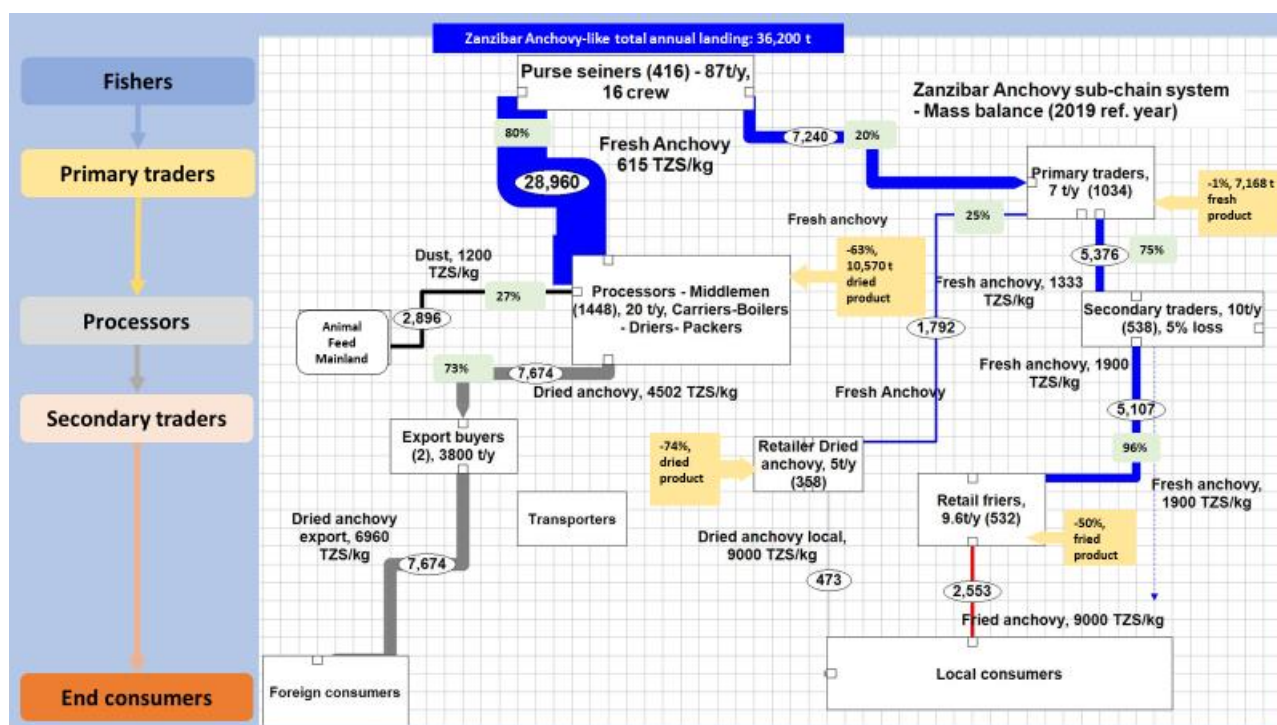 Zanzibar Anchovy-like total annual landing: 36,200 t
Fishers
Primary traders
Processors
Secondary traders
End consumers
Purse seiners (416) - 87t/y,
16 crew
Zanzibar Anchovy sub-chain system
- Mass balance (2019 ref. year)
80%
Fresh Anchovy
615 TZS/kg
28,960
7,240
20%
Primary traders,
7 t/y (1034)
-1%, 7,168 t
fresh
product
Fresh anchovy
25%
75%
5,376
Dust, 1200
TZS/kg
27%
2,896
Animal
Feed
Mainland
Processors - Middlemen
(1448), 20 t/y, Carriers-Boilers
- Driers- Packers
-63%,
10,570 t
dried
product
Fresh anchovy, 1333
TZS/kg
1,792
Secondary traders, 10t/y
(538), 5% loss
73%
7,674
Dried anchovy, 4502 TZS/kg
Fresh Anchovy
Fresh anchovy, 1900
TZS/kg
5,107
96%
Export buyers
(2), 3800 t/y
-74%,
dried
product
Retailer Dried
anchovy, 5t/y
(358)
Retail friers,
9.6t/y (532)
Fresh anchovy,
1900 TZS/kg
-50%,
fried
product
Dried anchovy
export, 6960
TZS/kg
7,674
Transporters
Dried anchovy local,
9000 TZS/kg
473
2,553
Fried anchovy, 9000 TZS/kg
Foreign consumers
Local consumers